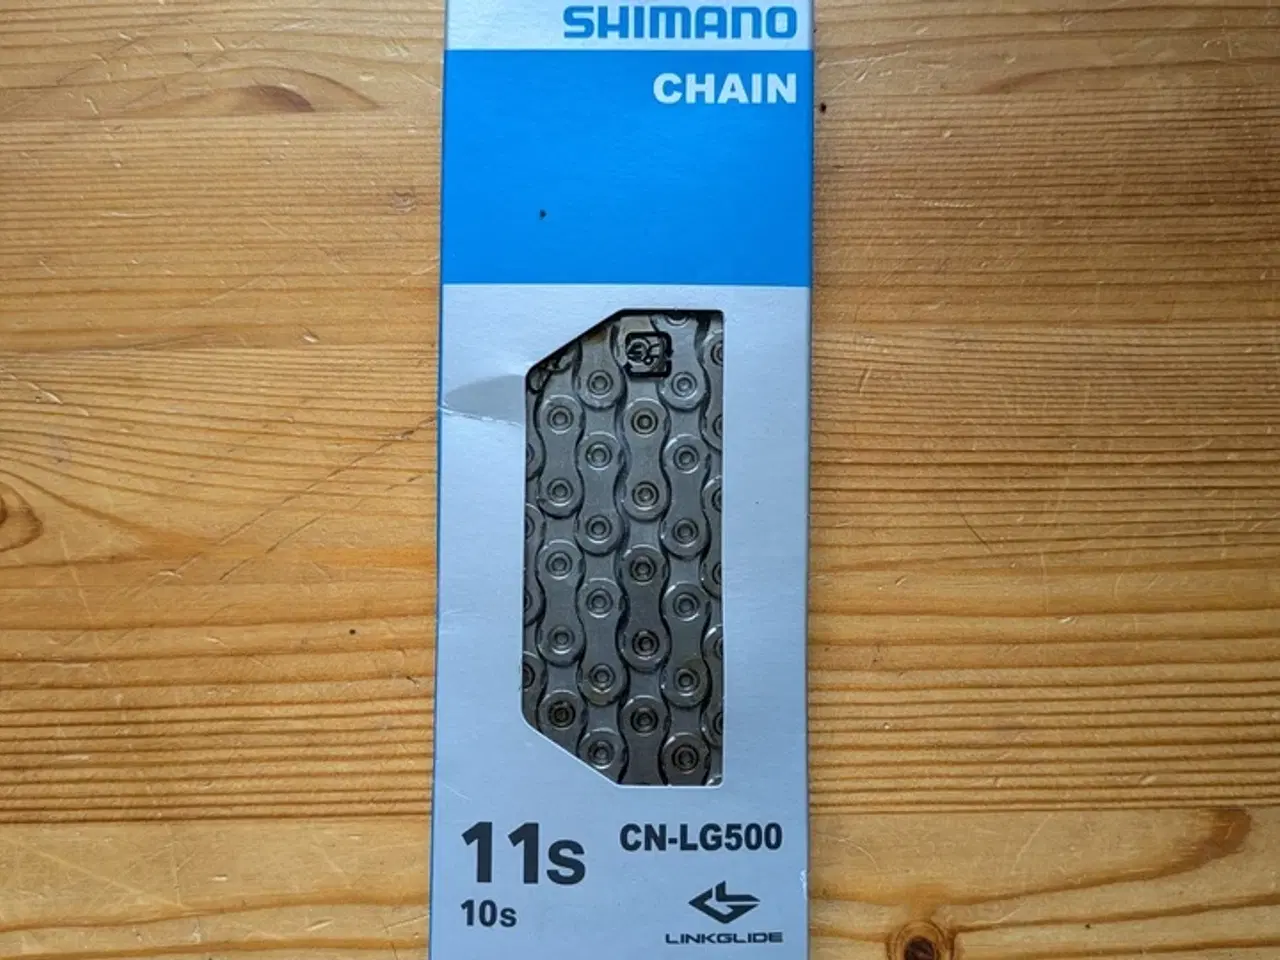 SHIMANO
CHAIN
11s
CN-LG500
10s
LINKGLIDE